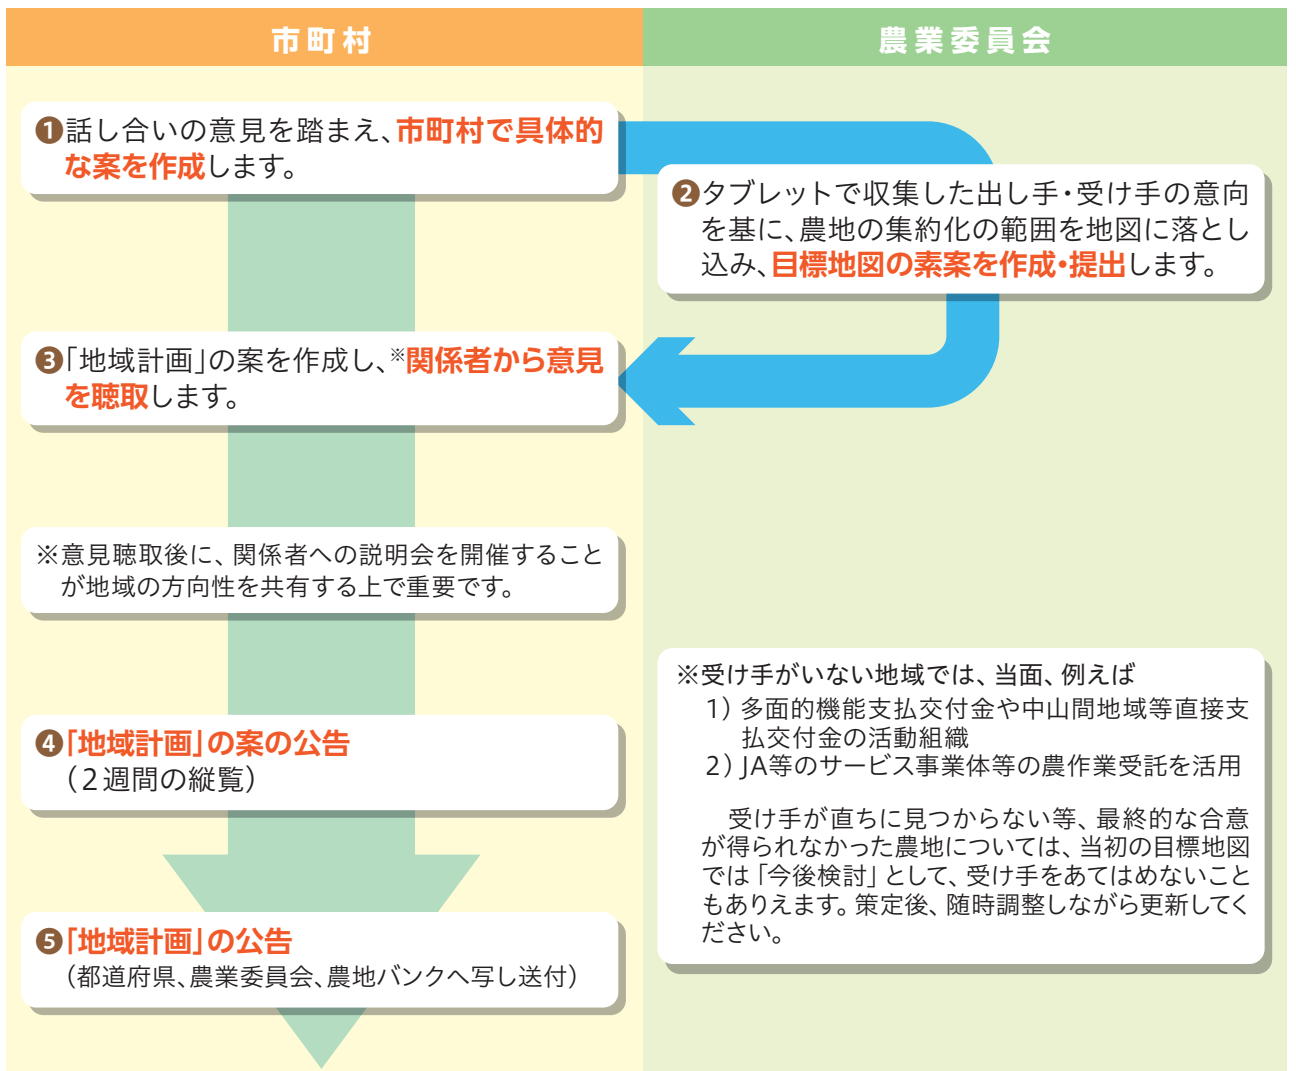 市町村
農業委員会
❶話し合いの意見を踏まえ、市町村で具体的
な案を作成します。
❷タブレットで収集した出し手・受け手の意向
を基に、農地の集約化の範囲を地図に落とし
込み、目標地図の素案を作成・提出します。
❸「地域計画」の案を作成し、※関係者から意見
を聴取します。
※意見聴取後に、関係者への説明会を開催すること
が地域の方向性を共有する上で重要です。
❹「地域計画」の案の公告
（２週間の縦覧）
❺「地域計画」の公告
（都道府県、農業委員会、農地バンクへ写し送付）
※受け手がいない地域では、当面、例えば
１）多面的機能支払交付金や中山間地域等直接支
払交付金の活動組織
２）JA等のサービス事業体等の農作業受託を活用
受け手が直ちに見つからない等、最終的な合意
が得られなかった農地については、当初の目標地図
では「今後検討」として、受け手をあてはめないこと
もありえます。策定後、随時調整しながら更新してく
ださい。